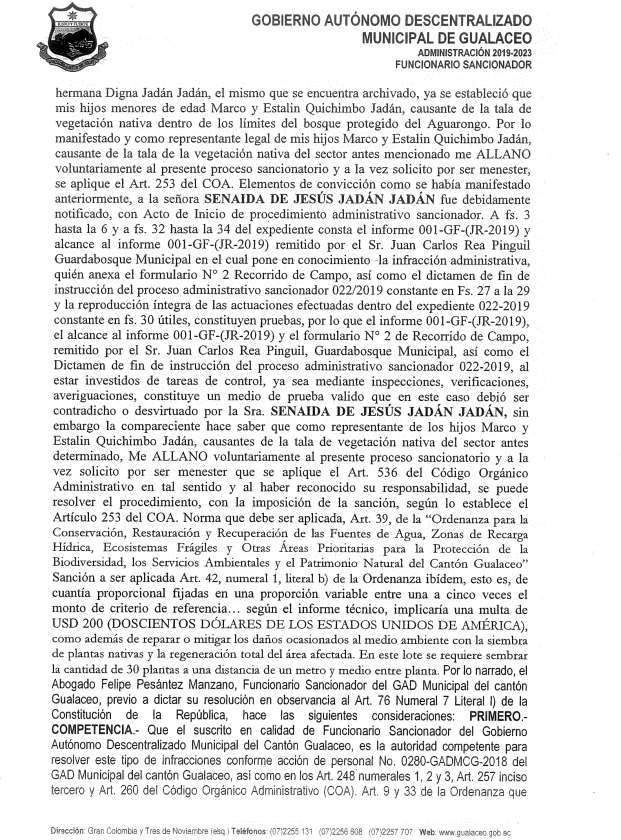 GOBIERNO AUTÓNOMO DESCENTRALIZADO
MUNICIPAL DE GUALACEO
ADMINISTRACIÓN 2019-2023
FUNCIONARIO SANCIONADOR
hermana Digna Jadán Jadán, el mismo que se encuentra archivado, ya se estableció que
mis hijos menores de edad Marco y Estalin Quichimbo Jadán, causante de la tala de
vegetación nativa dentro de los límites del bosque protegido del Aguarongo. Por lo
manifestado y como representante legal de mis hijos Marco y Estalin Quichimbo Jadán,
causante de la tala de la vegetación nativa del sector antes mencionado me ALLANO
voluntariamente al presente proceso sancionatorio y a la vez solicito por ser menester,
se aplique el Art. 253 del COA. Elementos de convicción como se había manifestado
anteriormente, a la señora SENAIDA DE JESÚS JADÁN JADÁN fue debidamente
notificado, con Acto de Inicio de procedimiento administrativo sancionador. A fs. 3
hasta la 6 y a fs. 32 hasta la 34 del expediente consta el informe 001-GF-(JR-2019) y
alcance al informe 001-GF-(JR-2019) remitido por el Sr. Juan Carlos Rea Pinguil
Guardabosque Municipal en el cual pone en conocimiento la infracción administrativa,
quién anexa el formulario N° 2 Recorrido de Campo, así como el dictamen de fin de
instrucción del proceso administrativo sancionador 022/2019 constante en Fs. 27 a la 29
y la reproducción íntegra de las actuaciones efectuadas dentro del expediente 022-2019
constante en fs. 30 útiles, constituyen pruebas, por lo que el informe 001-GF-(JR-2019),
el alcance al informe 001-GF-(JR-2019) y el formulario N° 2 de Recorrido de Campo,
remitido por el Sr. Juan Carlos Rea Pinguil, Guardabosque Municipal, así como el
Dictamen de fin de instrucción del proceso administrativo sancionador 022-2019, al
estar investidos de tareas de control, ya sea mediante inspecciones, verificaciones,
averiguaciones, constituye un medio de prueba valido que en este caso debió ser
contradicho o desvirtuado por la Sra. SENAIDA DE JESÚS JADÁN JADÁN, sin
embargo la compareciente hace saber que como representante de los hijos Marco y
Estalin Quichimbo Jadán, causantes de la tala de vegetación nativa del sector antes
determinado, Me ALLANO voluntariamente al presente proceso sancionatorio y a la
vez solicito por ser menester que se aplique el Art. 536 del Código Orgánico
Administrativo en tal sentido y al haber reconocido su responsabilidad, se puede
resolver el procedimiento, con la imposición de la sanción, según lo establece el
Artículo 253 del COA. Norma que debe ser aplicada, Art. 39, de la “Ordenanza para la
Conservación, Restauración y Recuperación de las Fuentes de Agua, Zonas de Recarga
Hídrica, Ecosistemas Frágiles y Otras Áreas Prioritarias para la Protección de la
Biodiversidad, los Servicios Ambientales y el Patrimonio Natural del Cantón Gualaceo”
Sanción a ser aplicada Art. 42, numeral 1, literal b) de la Ordenanza ibídem, esto es, de
cuantía proporcional fijadas en una proporción variable entre una a cinco veces el
monto de criterio de referencia… según el informe técnico, implicaría una multa de
USD 200 (DOSCIENTOS DÓLARES DE LOS ESTADOS UNIDOS DE AMÉRICA),
como además de reparar o mitigar los daños ocasionados al medio ambiente con la siembra
de plantas nativas y la regeneración total del área afectada. En este lote se requiere sembrar
la cantidad de 30 plantas a una distancia de un metro y medio entre planta. Por lo narrado, el
Abogado Felipe Pesántez Manzano, Funcionario Sancionador del GAD Municipal del cantón
Gualaceo, previo a dictar su resolución en observancia al Art. 76 Numeral 7 Literal l) de la
Constitución de la República, hace las siguientes consideraciones: PRIMERO.-
COMPETENCIA.- Que el suscrito en calidad de Funcionario Sancionador del Gobierno
Autónomo Descentralizado Municipal del Cantón Gualaceo, es la autoridad competente para
resolver este tipo de infracciones conforme acción de personal No. 0280-GADMCG-2018 del
GAD Municipal del cantón Gualaceo, así como en los Art. 248 numerales 1, 2 y 3, Art. 257 inciso
tercero y Art. 260 del Código Orgánico Administrativo (COA). Art. 9 y 33 de la Ordenanza que
Dirección: Gran Colombia y Tres de Noviembre (esq.) Teléfonos: (07)2255 131 (07)2256 608 (07)2257 707 Web: www.gualaceo.gob.ec